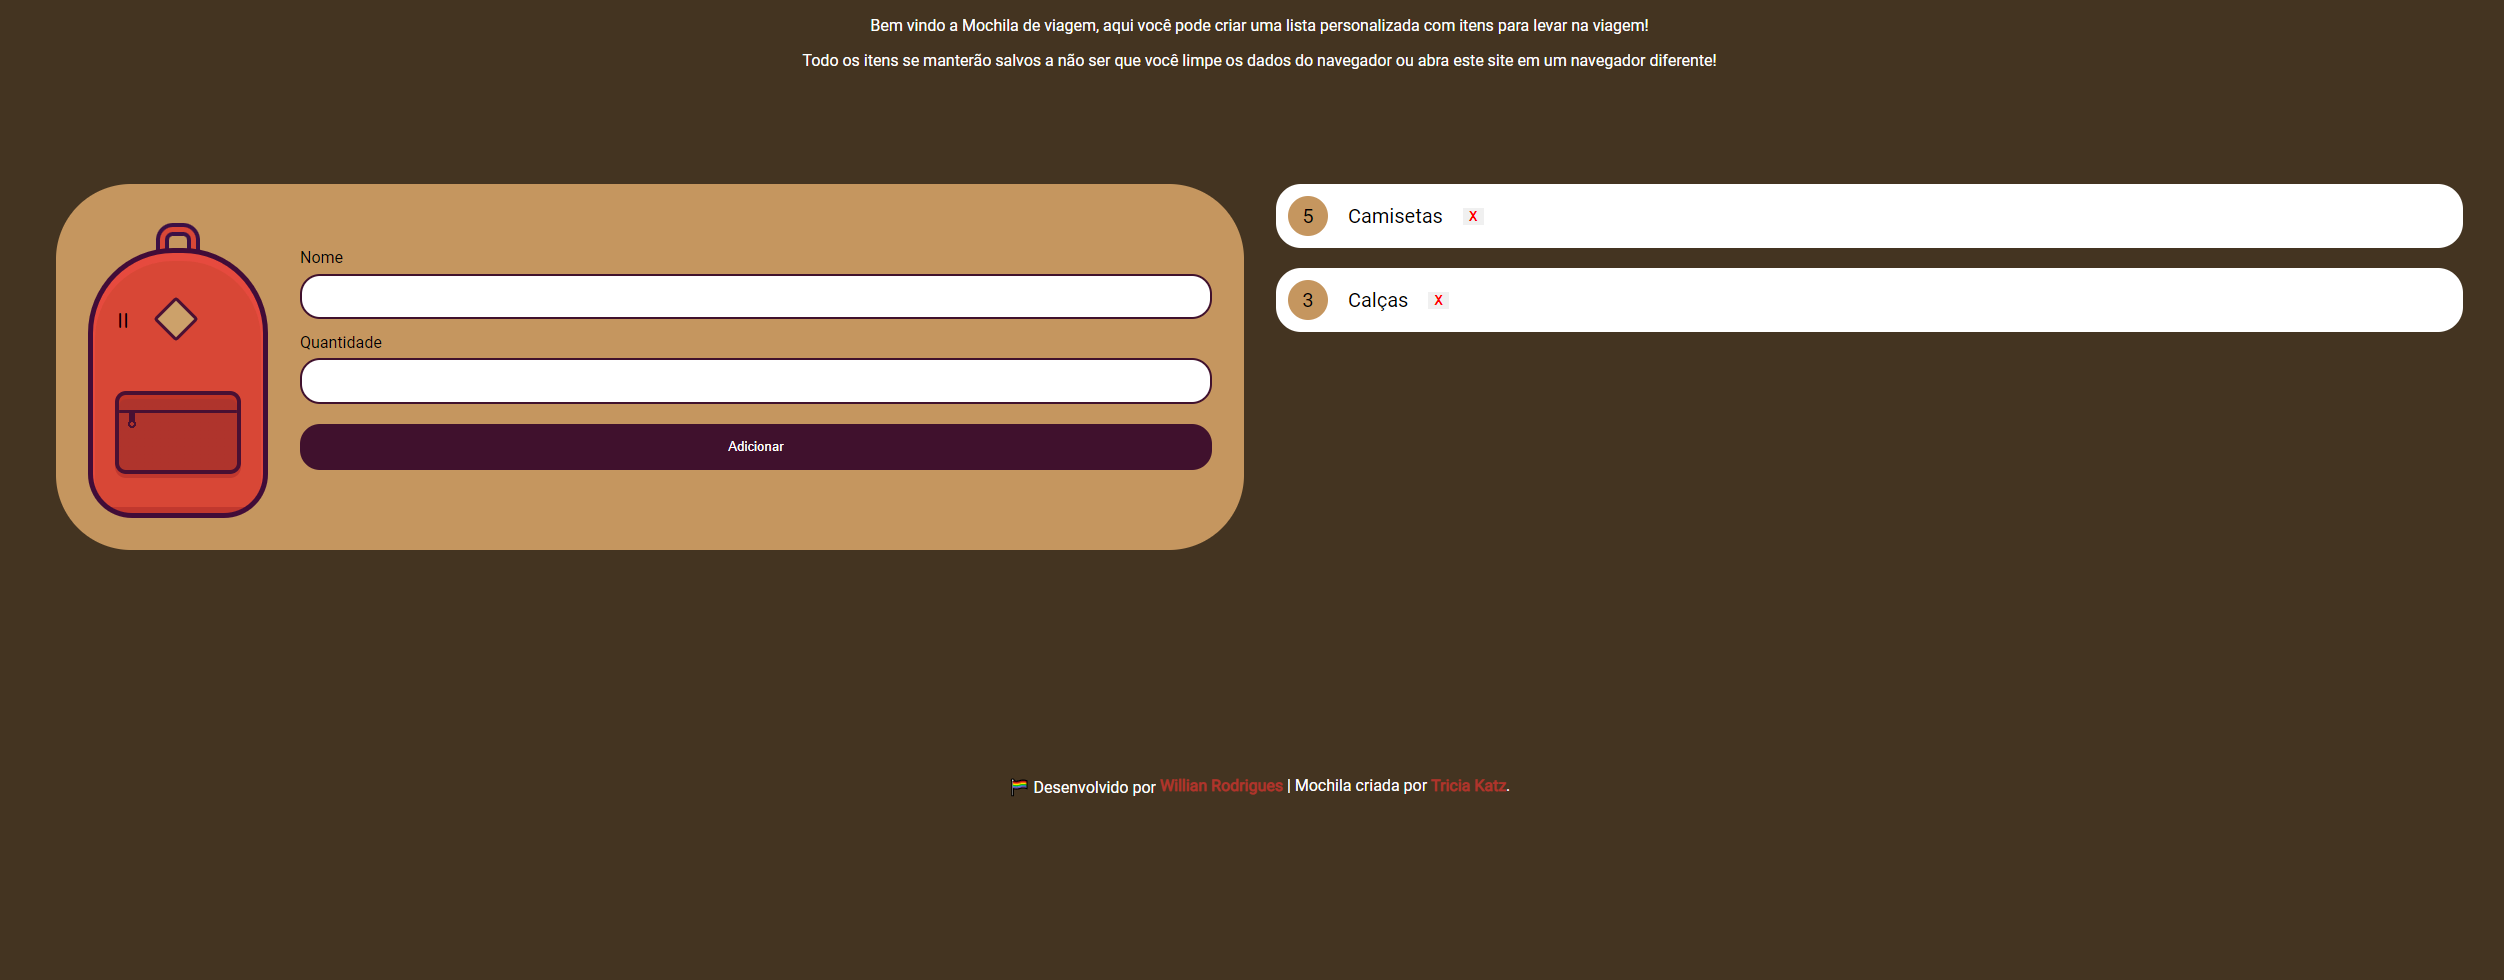 Bem vindo a Mochila de viagem, aqui você pode criar uma lista personalizada com itens para levar na viagem!
Todo os itens se manterão salvos a não ser que você limpe os dados do navegador ou abra este site em um navegador diferente!
Nome
Quantidade
Adicionar
5 Camisetas X
3 Calças X
Desenvolvido por Willian Rodrigues | Mochila criada por Tricia Katz.